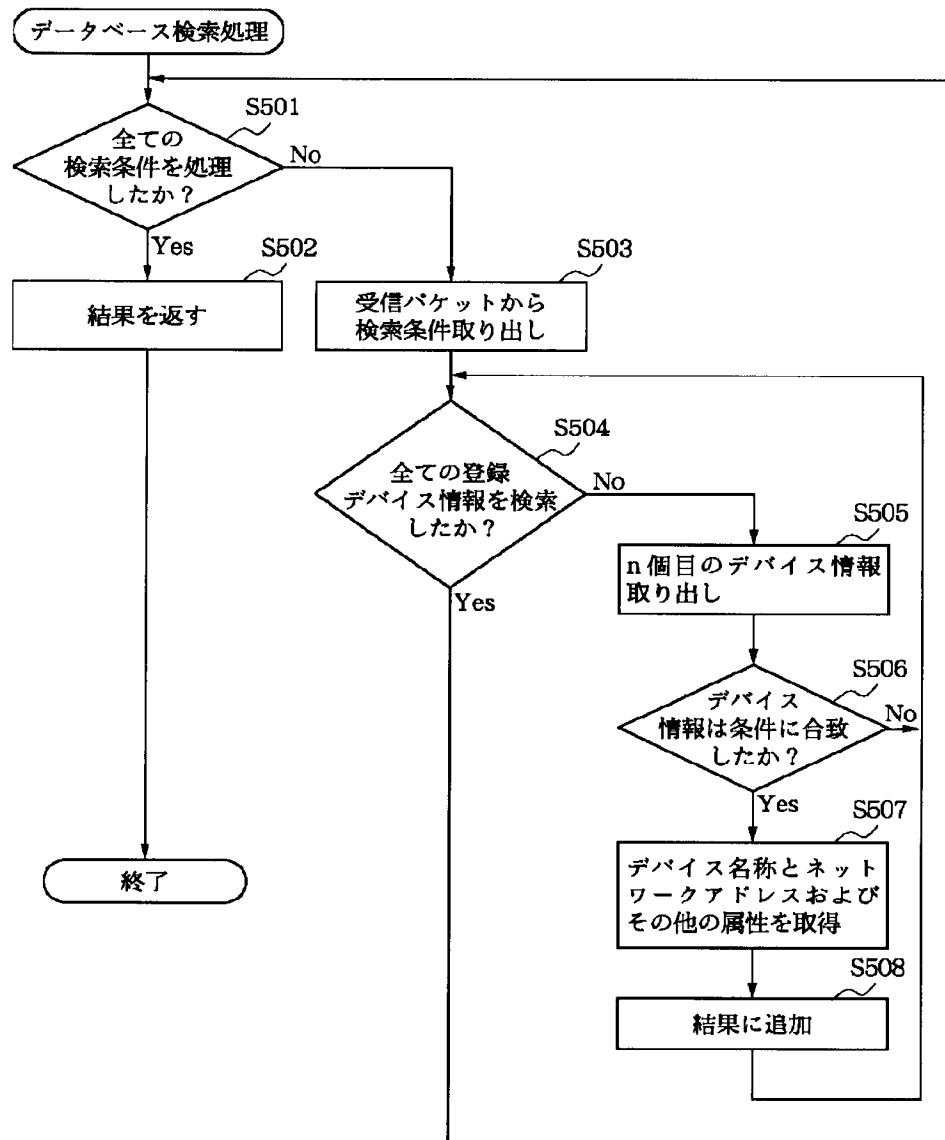 データベース検索処理
S501
全ての
検索条件を処理
したか?
No
Yes
S502
結果を返す
S503
受信パケットから
検索条件取り出し
S504
全ての登録
デバイス情報を検索
したか?
No
Yes
S505
n個目のデバイス情報
取り出し
S506
デバイス
情報は条件に合致
したか?
No
Yes
S507
デバイス名称とネット
ワークアドレスおよび
その他の属性を取得
S508
結果に追加
終了